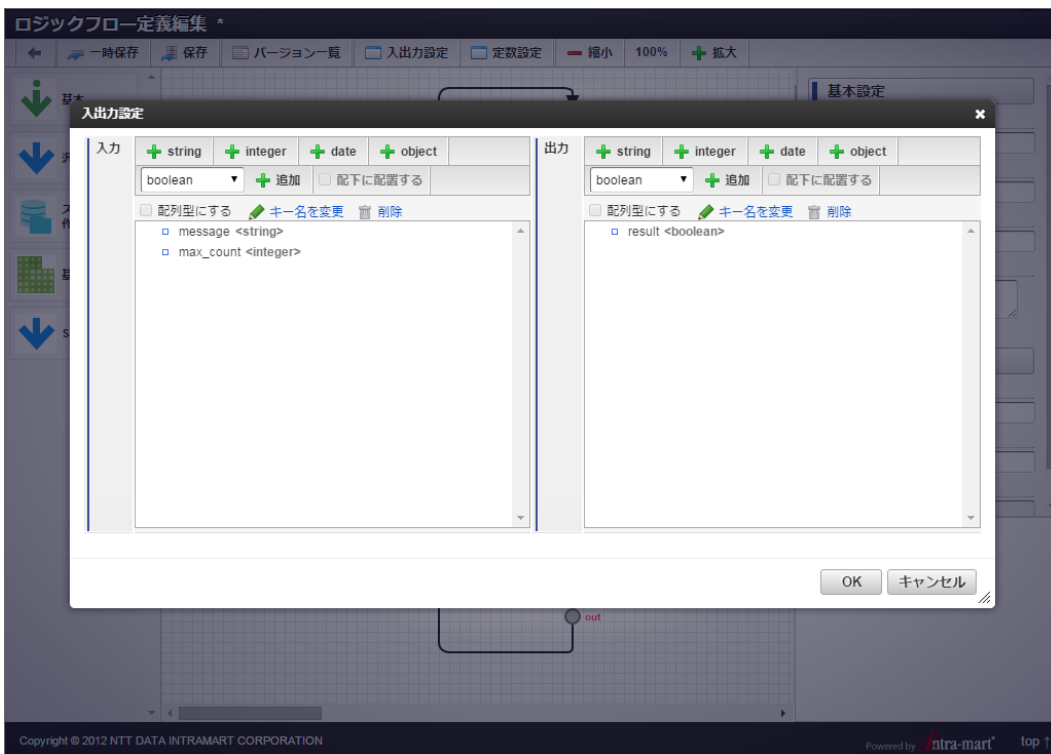 ロジックフロー定義編集 *
一時保存 保存 バージョン一覧 入出力設定 定数設定 縮小 100% 拡大
基本設定
入出力設定
入力 string integer date object 出力 string integer date object
boolean 追加 配下に配置する boolean 追加 配下に配置する
配列型にする キー名を変更 削除 配列型にする キー名を変更 削除
message <string> result <boolean>
max_count <integer>
OK キャンセル
out
Copyright © 2012 NTT DATA INTRAMART CORPORATION Powered by intra-mart top ↑